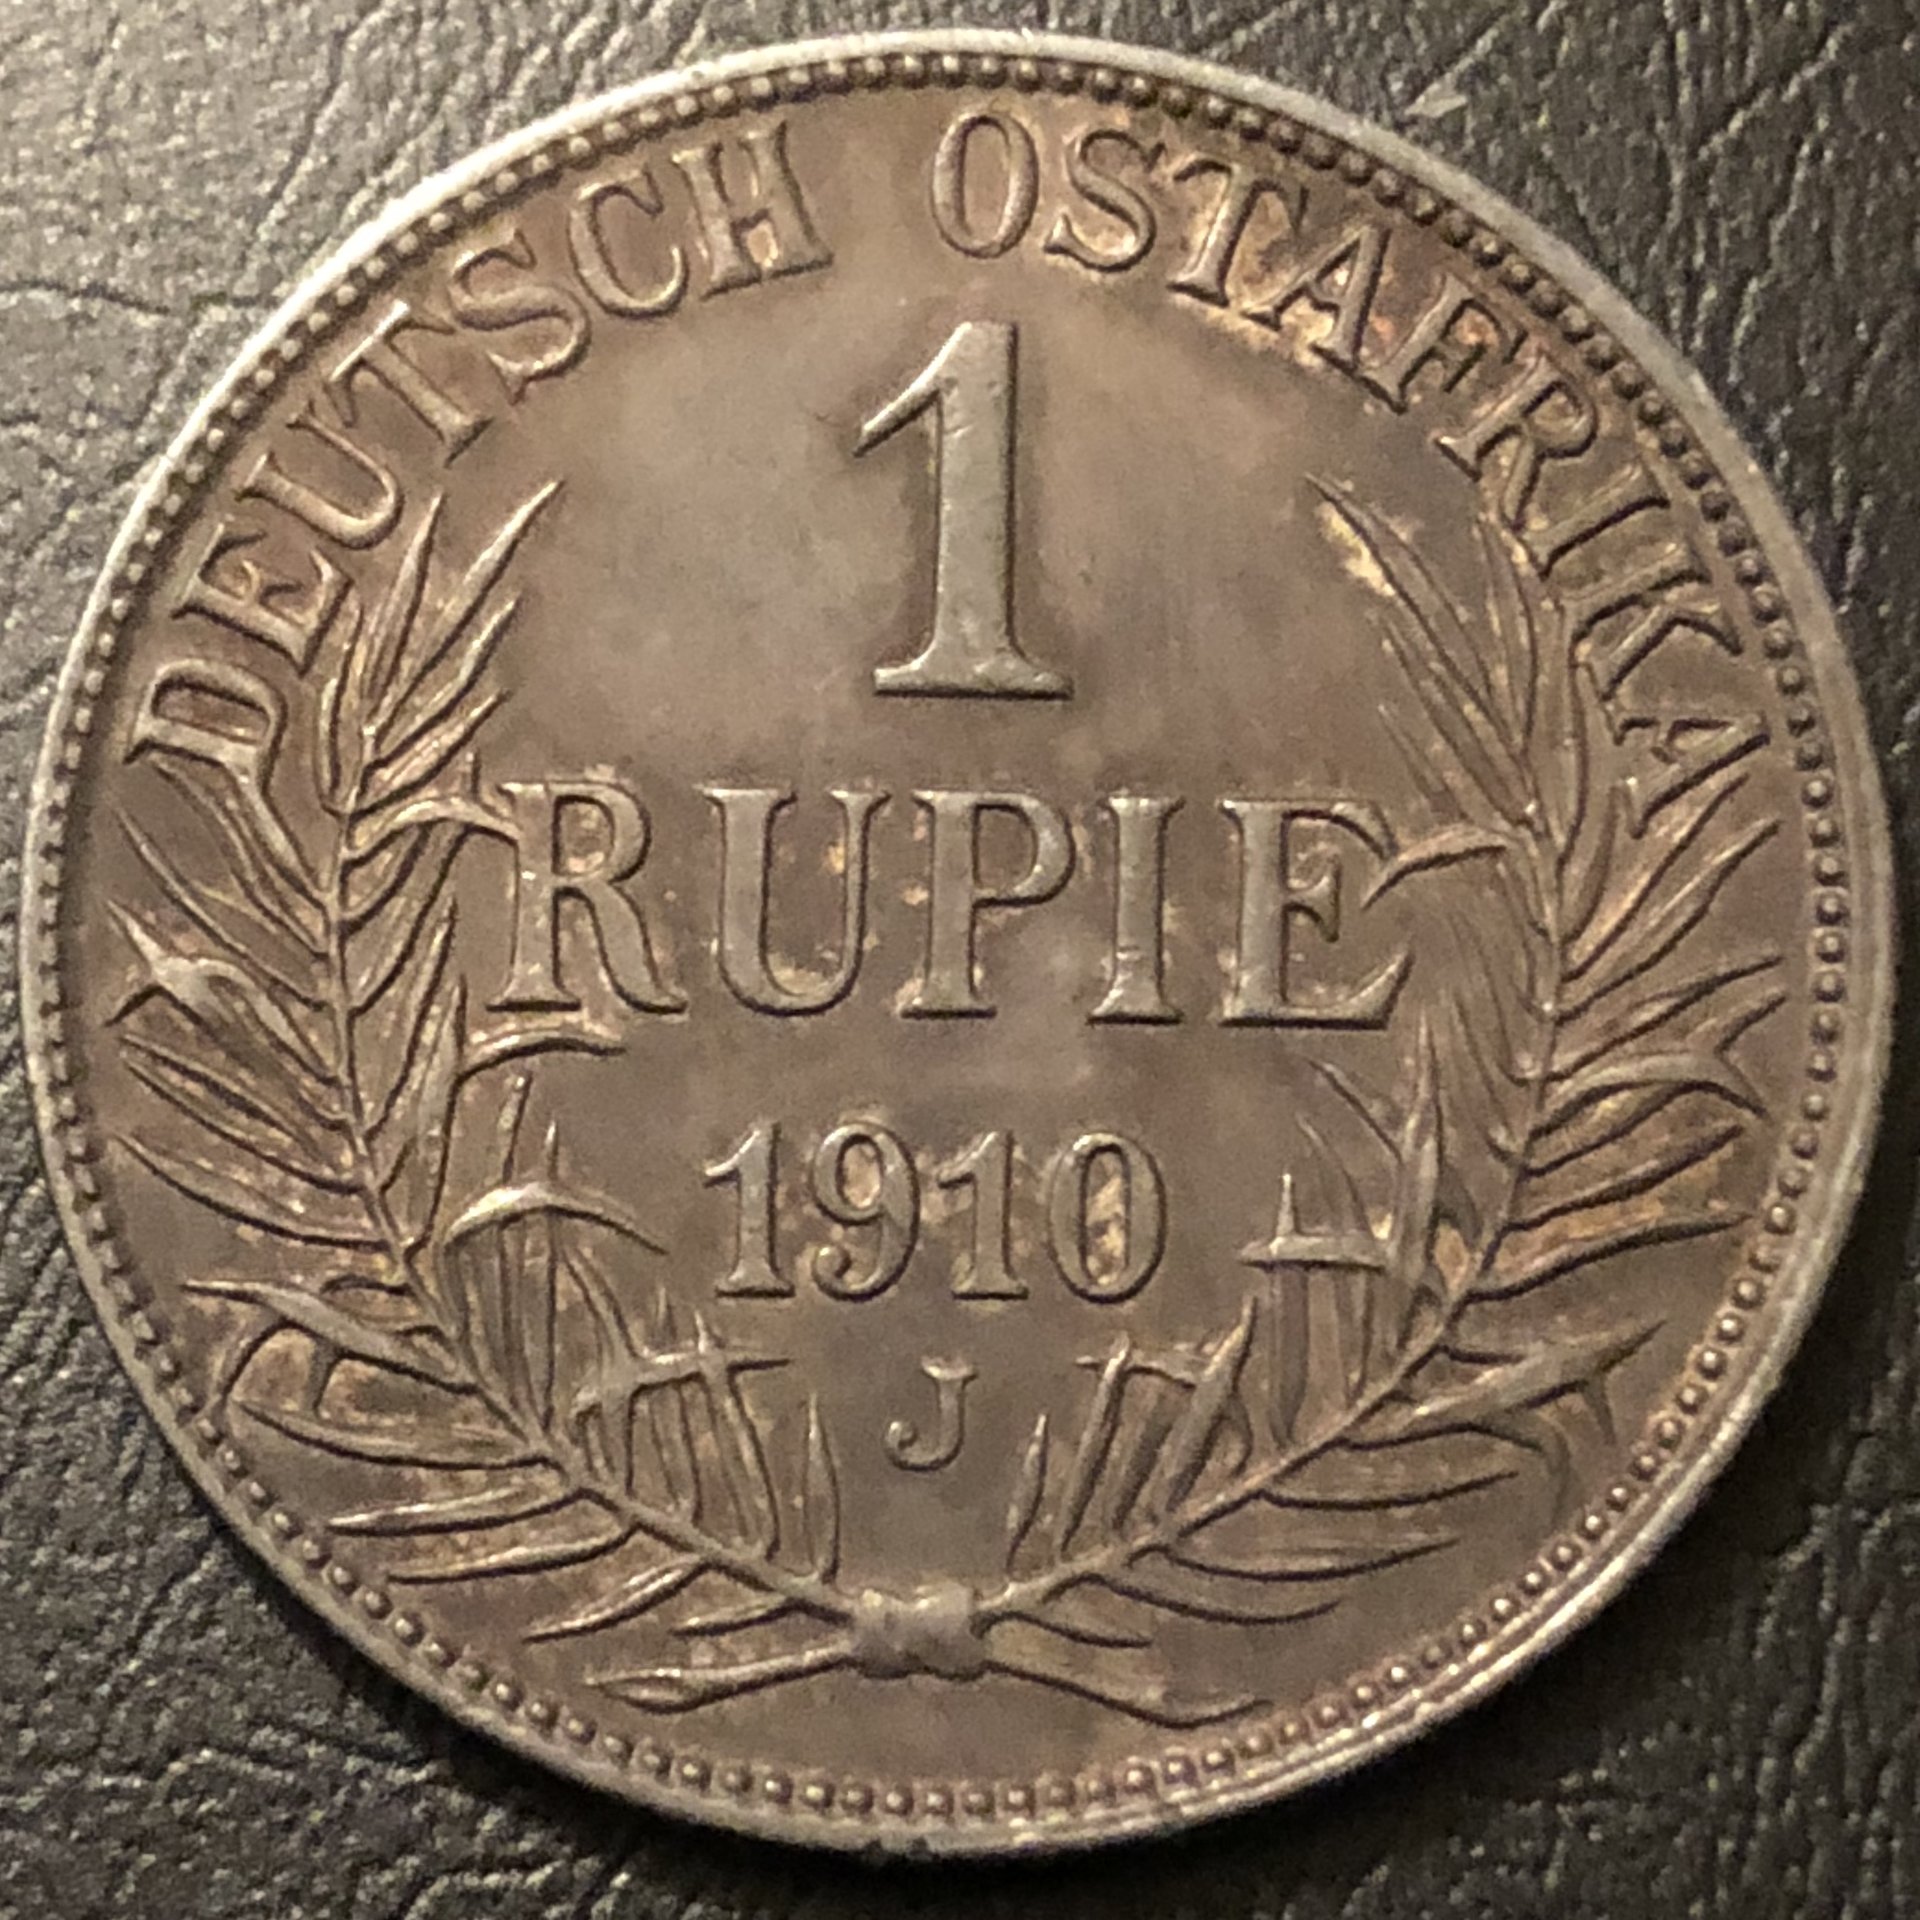 DEUTSCH OSTAFRIKA
1
RUPIE
1910
J